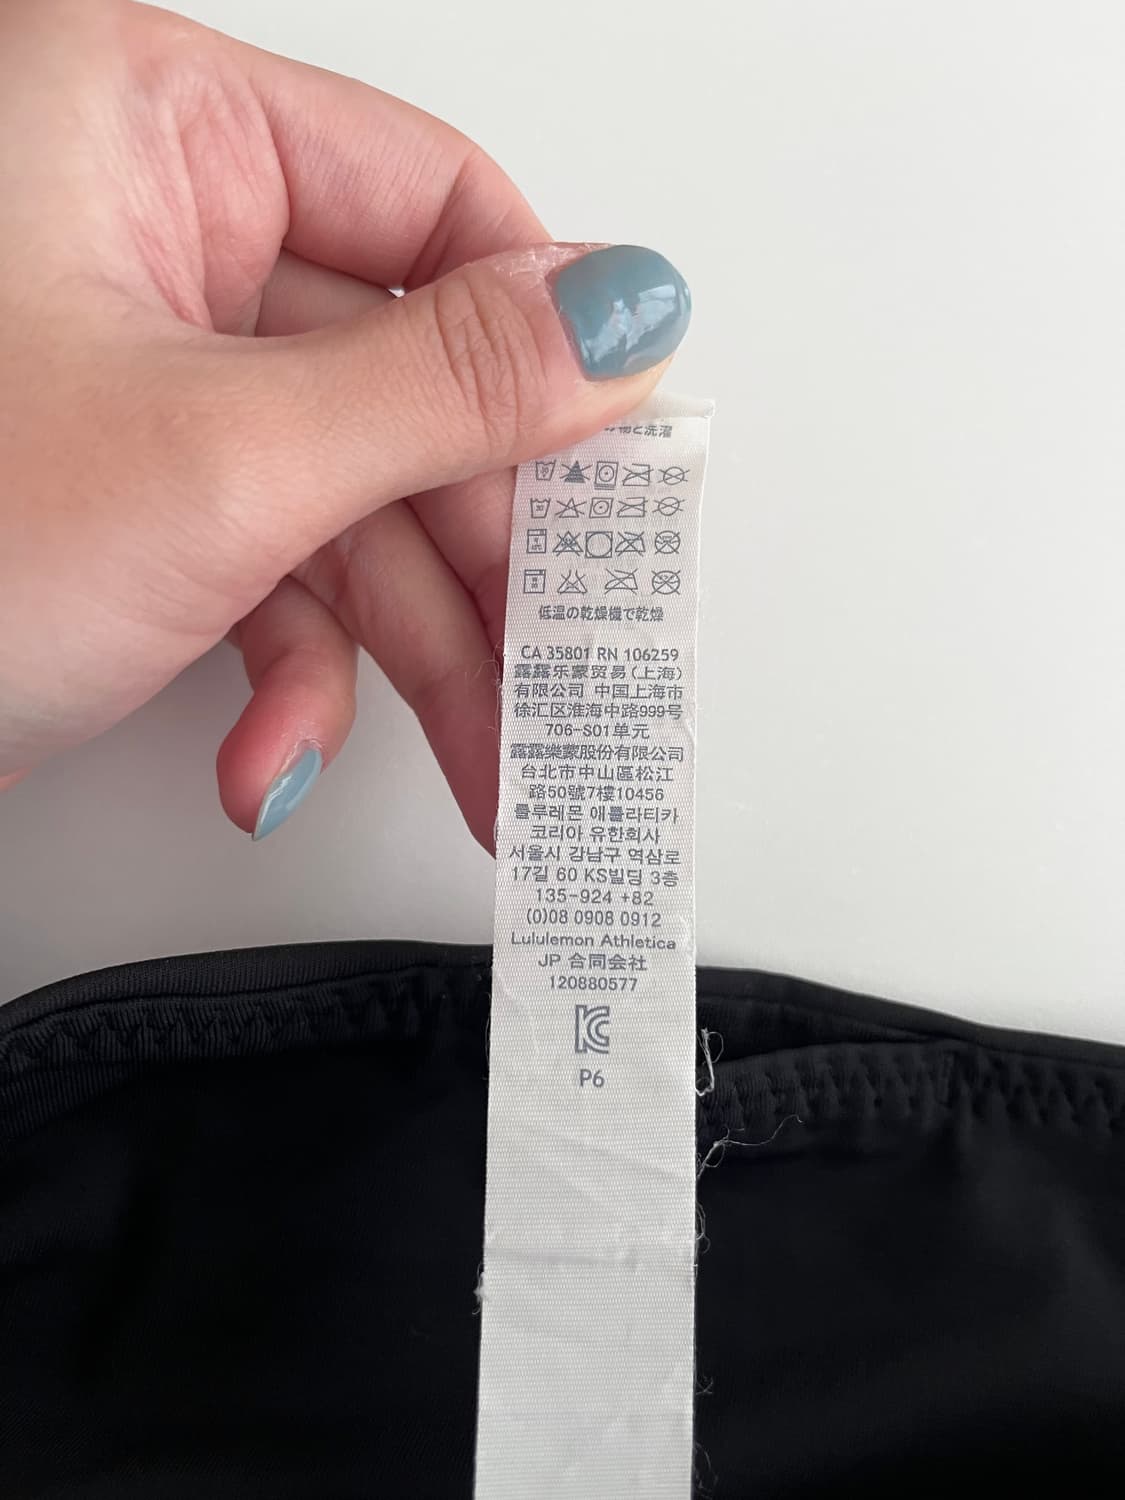 物と洗濯
低温の乾燥機で乾燥
CA 35801 RN 106259
露露乐蒙贸易(上海)
有限公司 中国上海市
徐汇区淮海中路999号
706-S01单元
露露樂蒙股份有限公司
台北市中山區松江
路50號7樓10456
룰루레몬 애틀라티카
코리아 유한회사
서울시 강남구 역삼로
17길 60 KS빌딩 3층
135-924 +82
(0)08 0908 0912
Lululemon Athletica
JP 合同会社
120880577
KC
P6